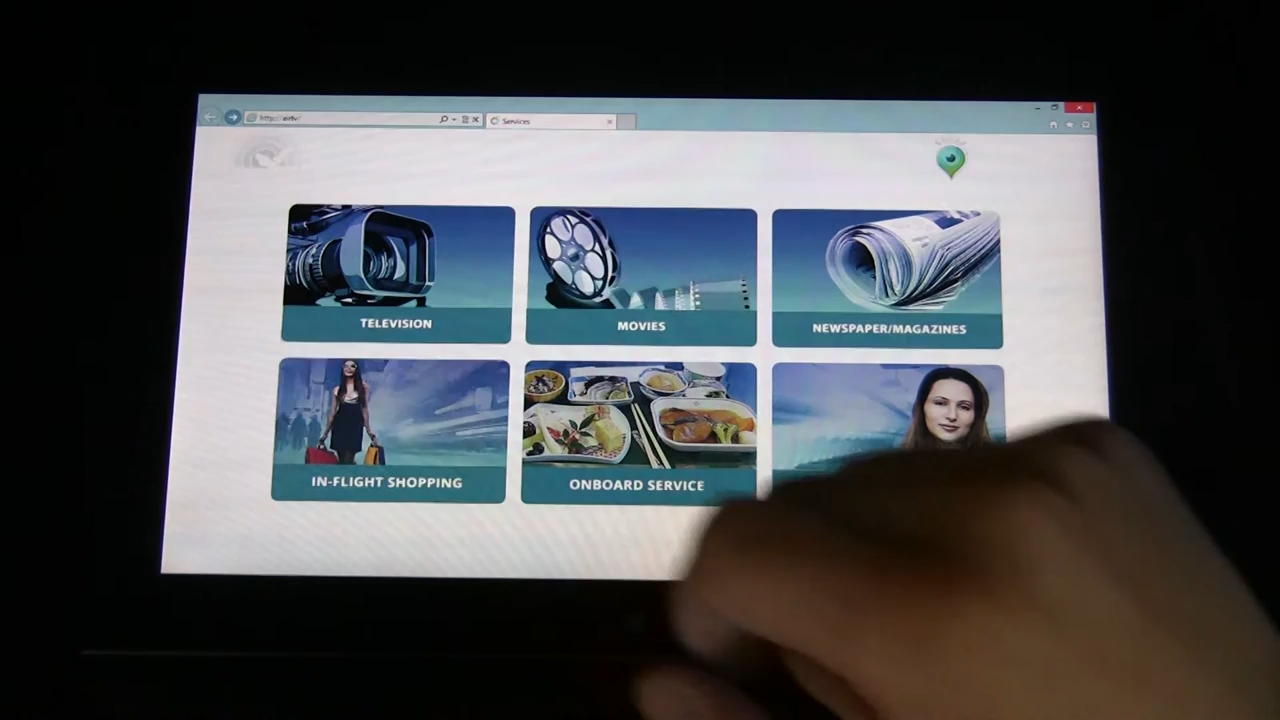 Services
TELEVISION
MOVIES
NEWSPAPER/MAGAZINES
IN-FLIGHT SHOPPING
ONBOARD SERVICE